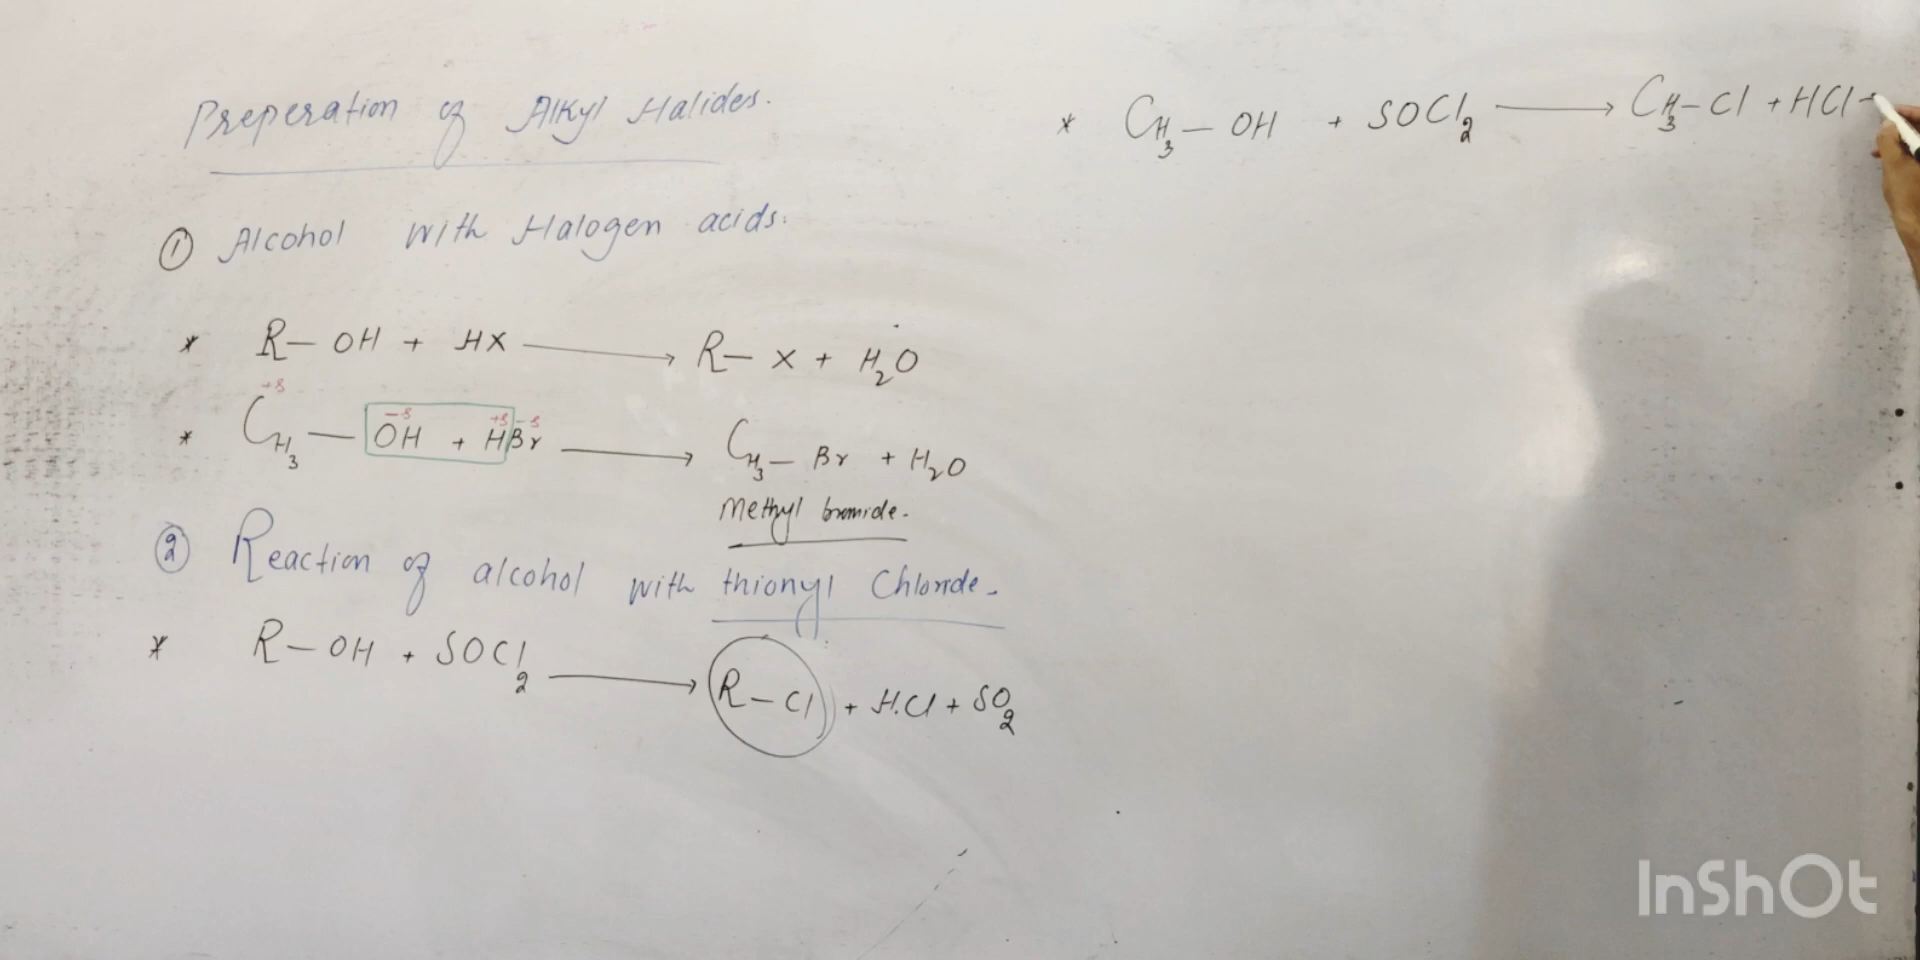 Preperation of Alkyl Halides.
① Alcohol with Halogen acids.
* R - OH + HX ⟶ R - X + H₂O
+δ -δ +δ -δ
* CH₃ - OH + HBr ⟶ CH₃ - Br + H₂O
Methyl bromide.
② Reaction of alcohol with thionyl Chloride.
* R - OH + SOCl₂ ⟶ R - Cl + HCl + SO₂
* CH₃ - OH + SOCl₂ ⟶ CH₃ - Cl + HCl +
InShOt